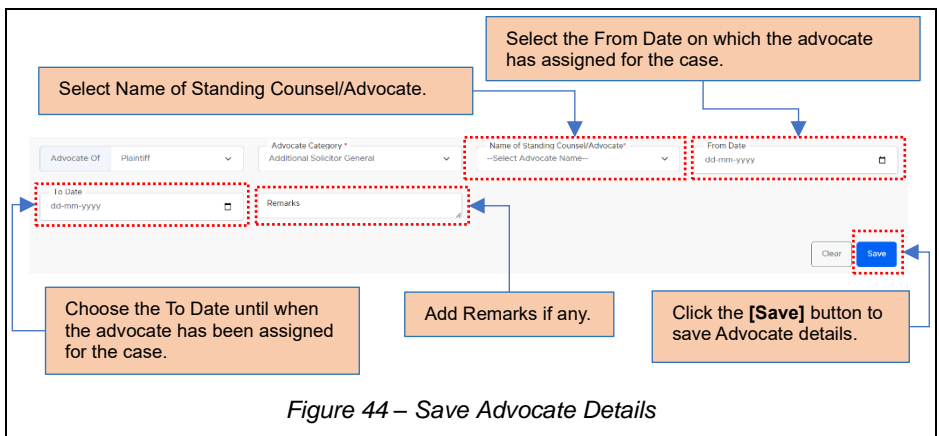 Select the From Date on which the advocate
has assigned for the case.
Select Name of Standing Counsel/Advocate.
Advocate Of
Plaintiff
Advocate Category *
Additional Solicitor General
Name of Standing Counsel/Advocate*
--Select Advocate Name--
From Date
dd-mm-yyyy
To Date
dd-mm-yyyy
Remarks
Clear
Save
Choose the To Date until when
the advocate has been assigned
for the case.
Add Remarks if any.
Click the [Save] button to
save Advocate details.
Figure 44 – Save Advocate Details